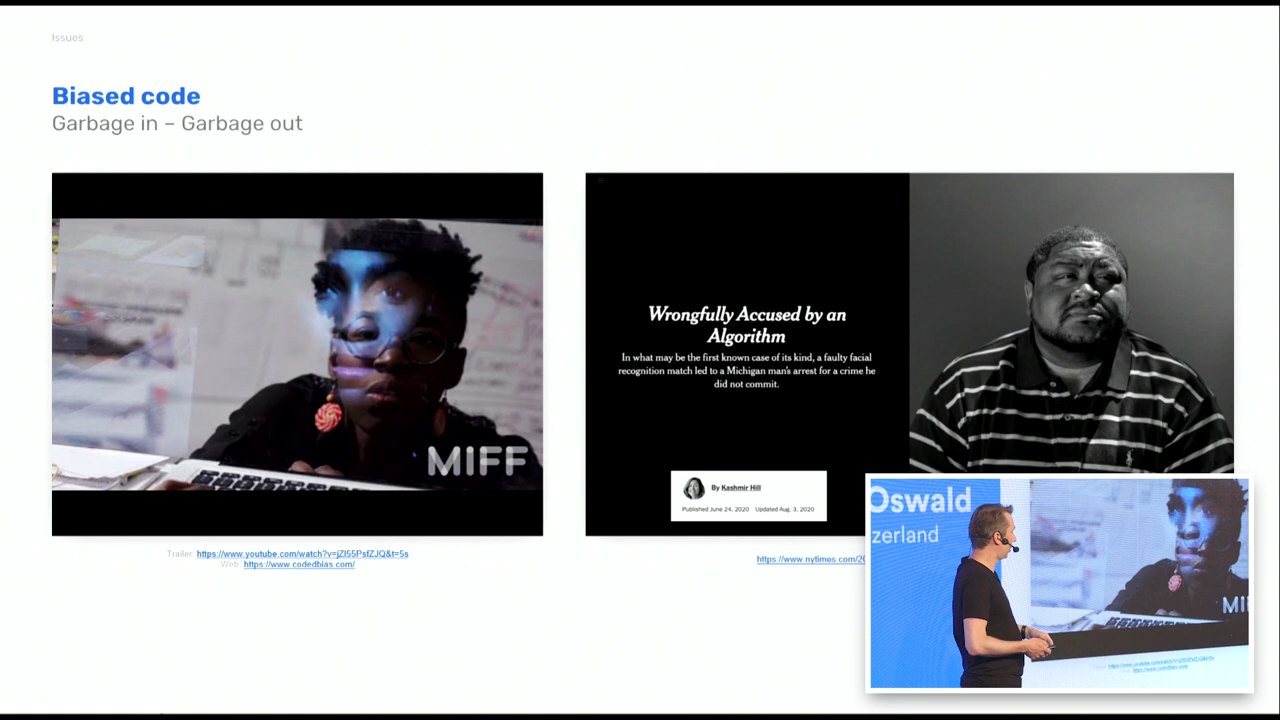 Issues
Biased code
Garbage in – Garbage out
MIFF
Wrongfully Accused by an
Algorithm
In what may be the first known case of its kind, a faulty facial
recognition match led to a Michigan man's arrest for a crime he
did not commit.
By Kashmir Hill
Published June 24, 2020 Updated Aug. 3, 2020
Trailer: https://www.youtube.com/watch?v=jZl55PsfZJQ&t=5s
Web: https://www.codedbias.com/
https://www.nytimes.com/20
Oswald
zerland
MI